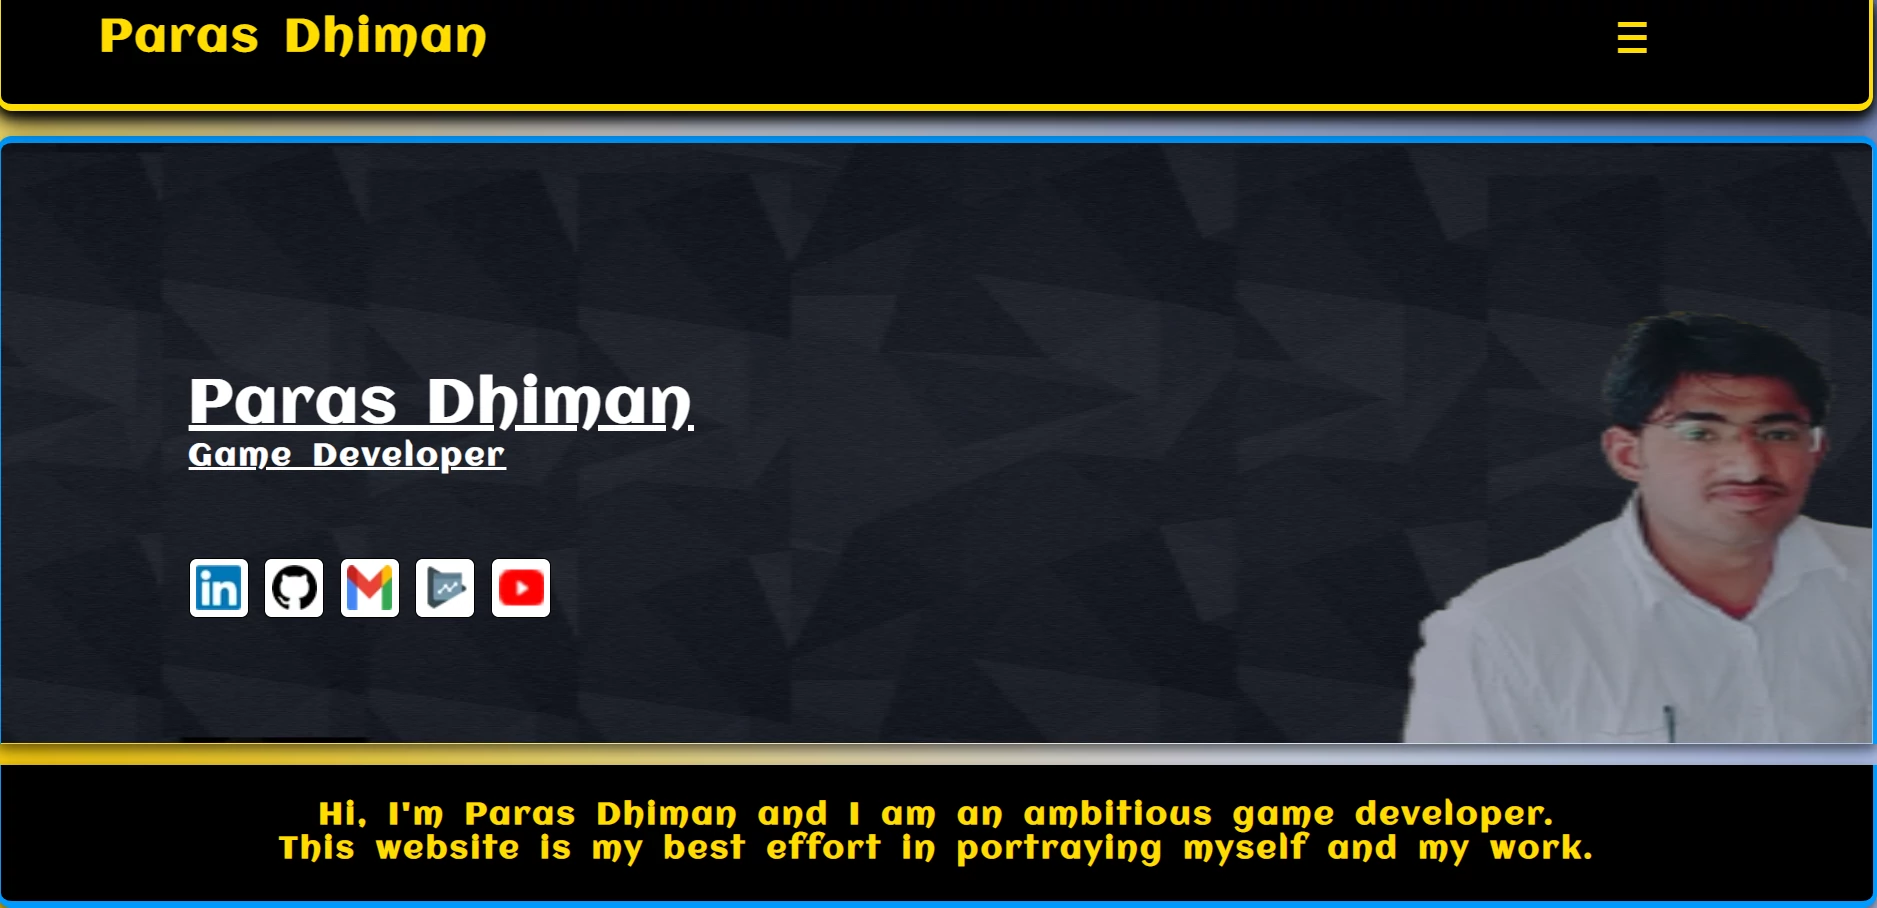 Paras Dhiman
Paras Dhiman
Game Developer
in
Hi, I'm Paras Dhiman and I am an ambitious game developer.
This website is my best effort in portraying myself and my work.